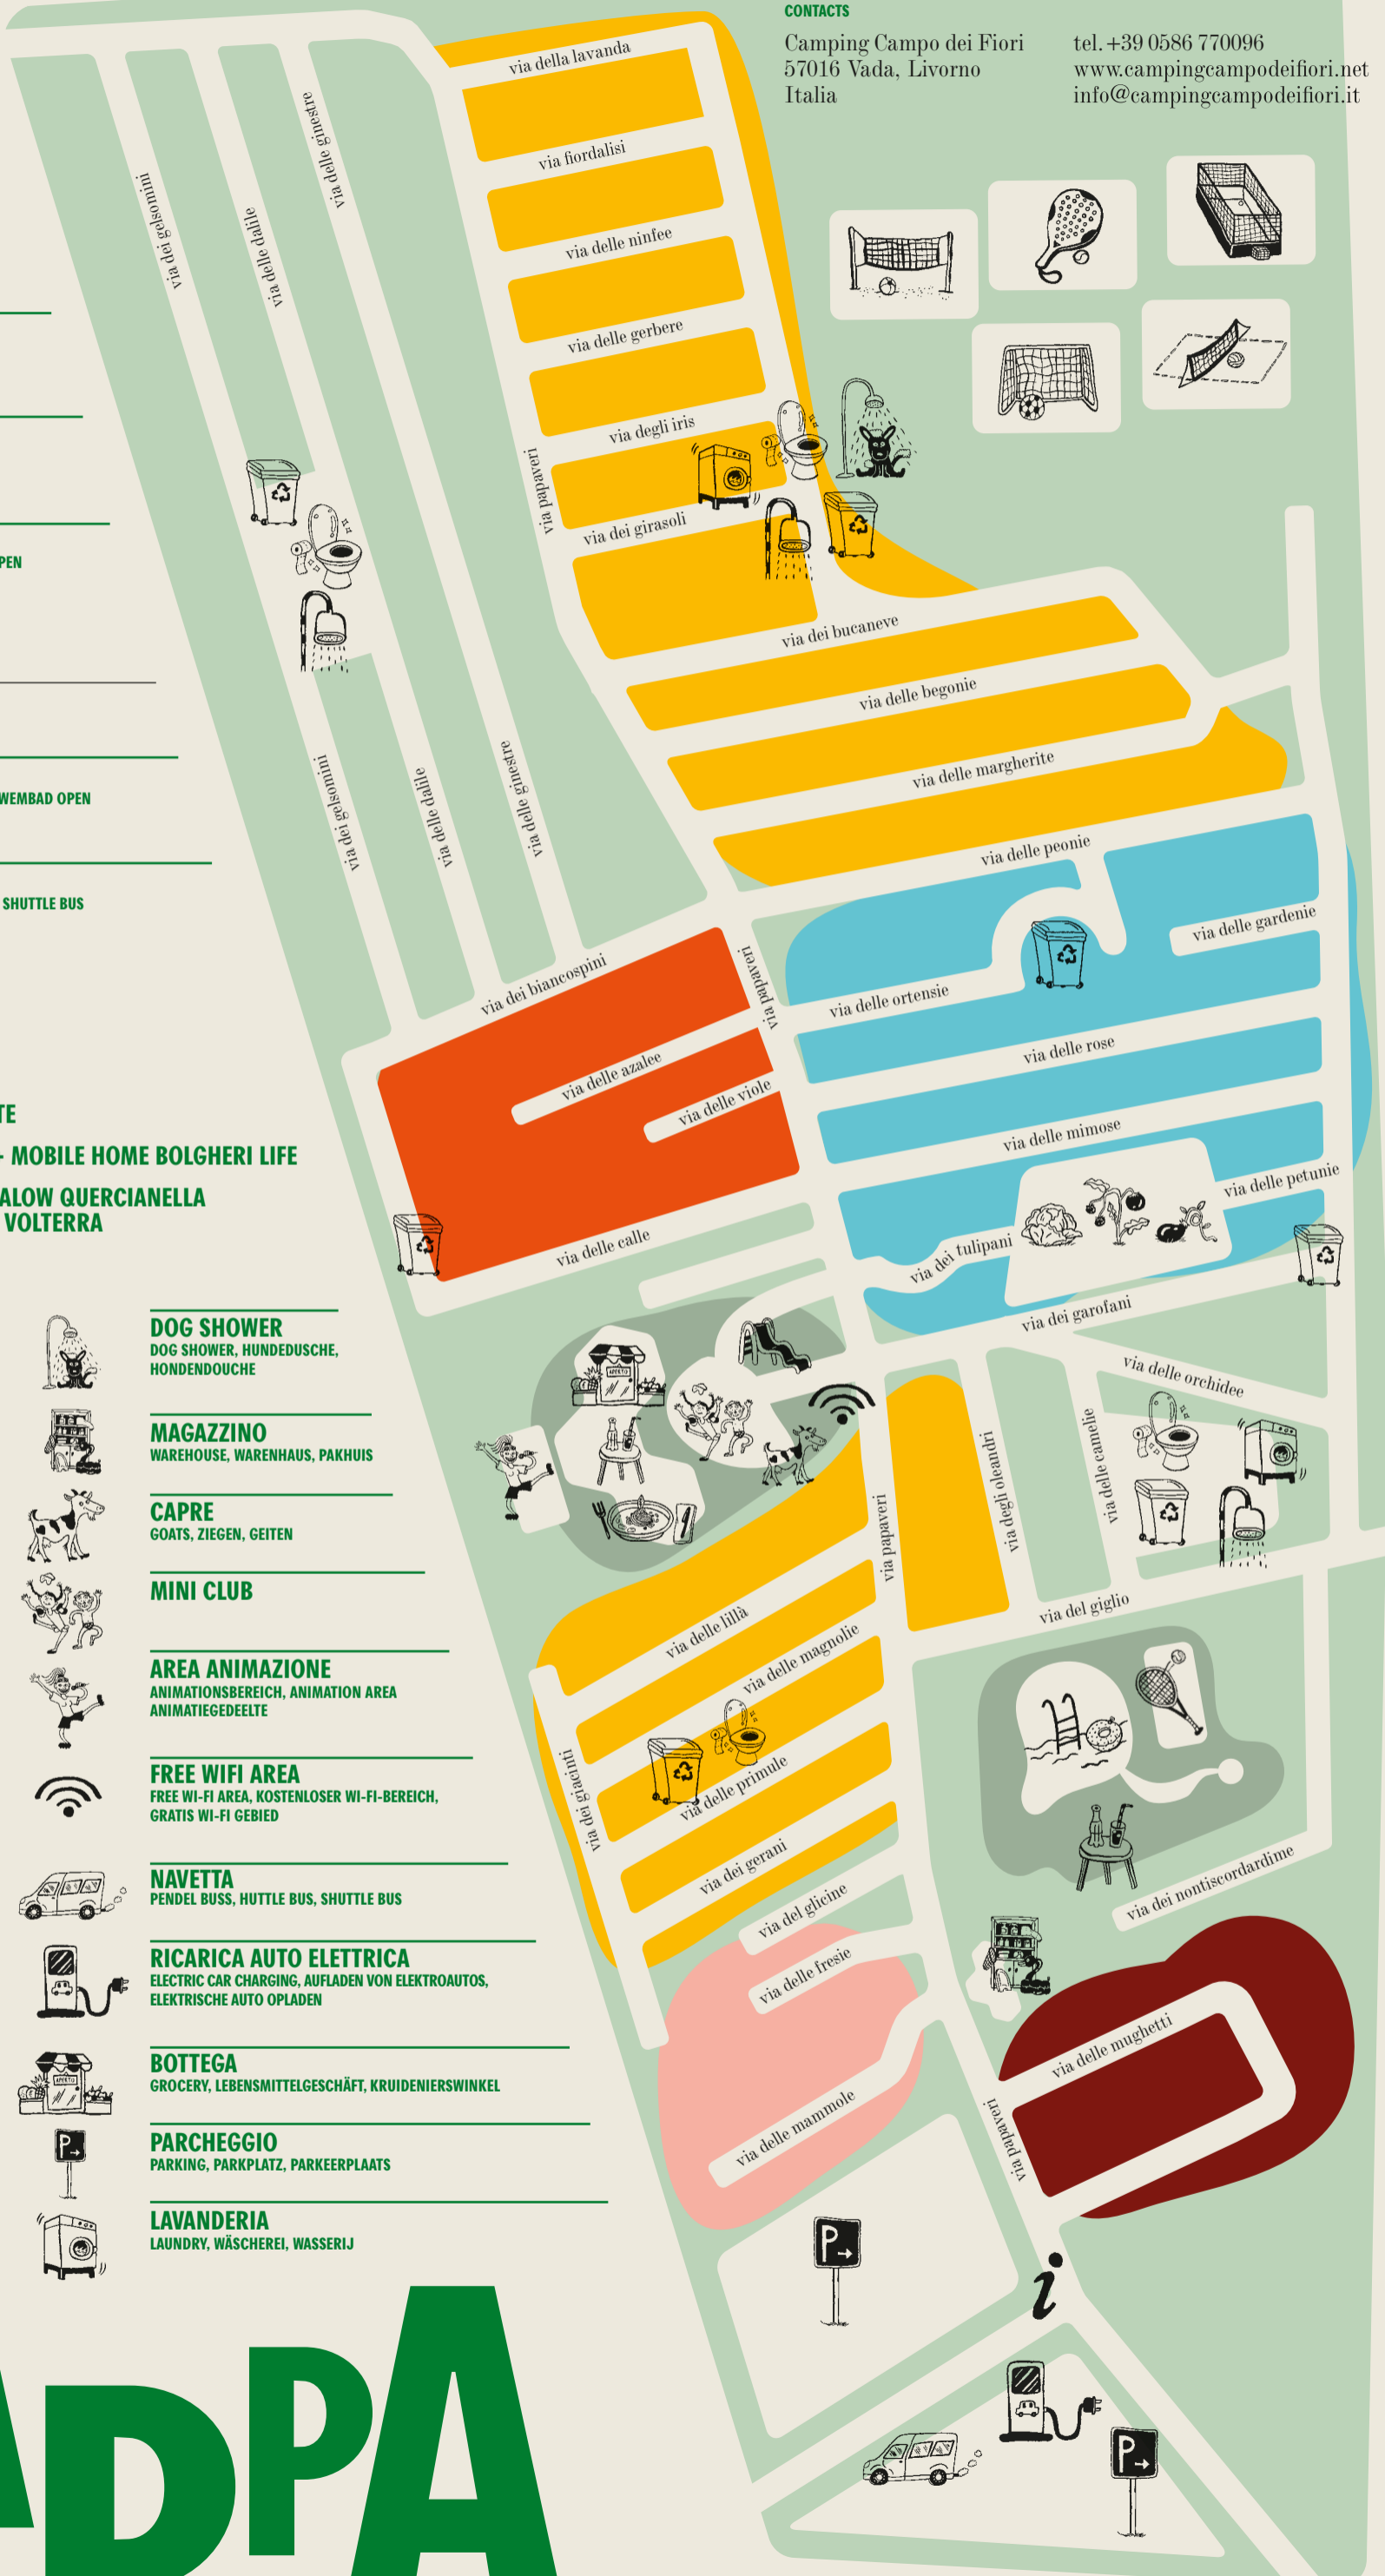 CONTACTS
Camping Campo dei Fiori
57016 Vada, Livorno
Italia
tel. +39 0586 770096
www.campingcampodeifiori.net
info@campingcampodeifiori.it
via della lavanda
via fiordalisi
via delle ninfee
via delle gerbere
via degli iris
via dei girasoli
via papaveri
via dei gelsomini
via delle dalile
via delle ginestre
via dei bucaneve
via delle begonie
via delle margherite
via delle peonie
via dei gelsomini
via delle dalile
via delle ginestre
via dei biancospini
via delle azalee
via delle viole
via delle calle
via papaveri
via delle gardenie
via delle ortensie
via delle rose
via delle mimose
via delle petunie
via dei tulipani
via dei garofani
via delle orchidee
via delle camelie
via degli oleandri
via papaveri
via del giglio
via delle lillà
via delle magnolie
via delle primule
via dei giacinti
via dei gerani
via del glicine
via delle fresie
via delle mammole
via dei nontiscordardime
via delle mughetti
via papaveri
APERTO
P
i
P
PEN
WEMBAD OPEN
SHUTTLE BUS
TE
- MOBILE HOME BOLGHERI LIFE
ALOW QUERCIANELLA
VOLTERRA
DOG SHOWER
DOG SHOWER, HUNDEDUSCHE,
HONDENDOUCHE
MAGAZZINO
WAREHOUSE, WARENHAUS, PAKHUIS
CAPRE
GOATS, ZIEGEN, GEITEN
MINI CLUB
AREA ANIMAZIONE
ANIMATIONSBEREICH, ANIMATION AREA
ANIMATIEGEDEELTE
FREE WIFI AREA
FREE WI-FI AREA, KOSTENLOSER WI-FI-BEREICH,
GRATIS WI-FI GEBIED
NAVETTA
PENDEL BUSS, HUTTLE BUS, SHUTTLE BUS
RICARICA AUTO ELETTRICA
ELECTRIC CAR CHARGING, AUFLADEN VON ELEKTROAUTOS,
ELEKTRISCHE AUTO OPLADEN
APERTO
BOTTEGA
GROCERY, LEBENSMITTELGESCHÄFT, KRUIDENIERSWINKEL
P
PARCHEGGIO
PARKING, PARKPLATZ, PARKEERPLAATS
LAVANDERIA
LAUNDRY, WÄSCHEREI, WASSERIJ
APPA